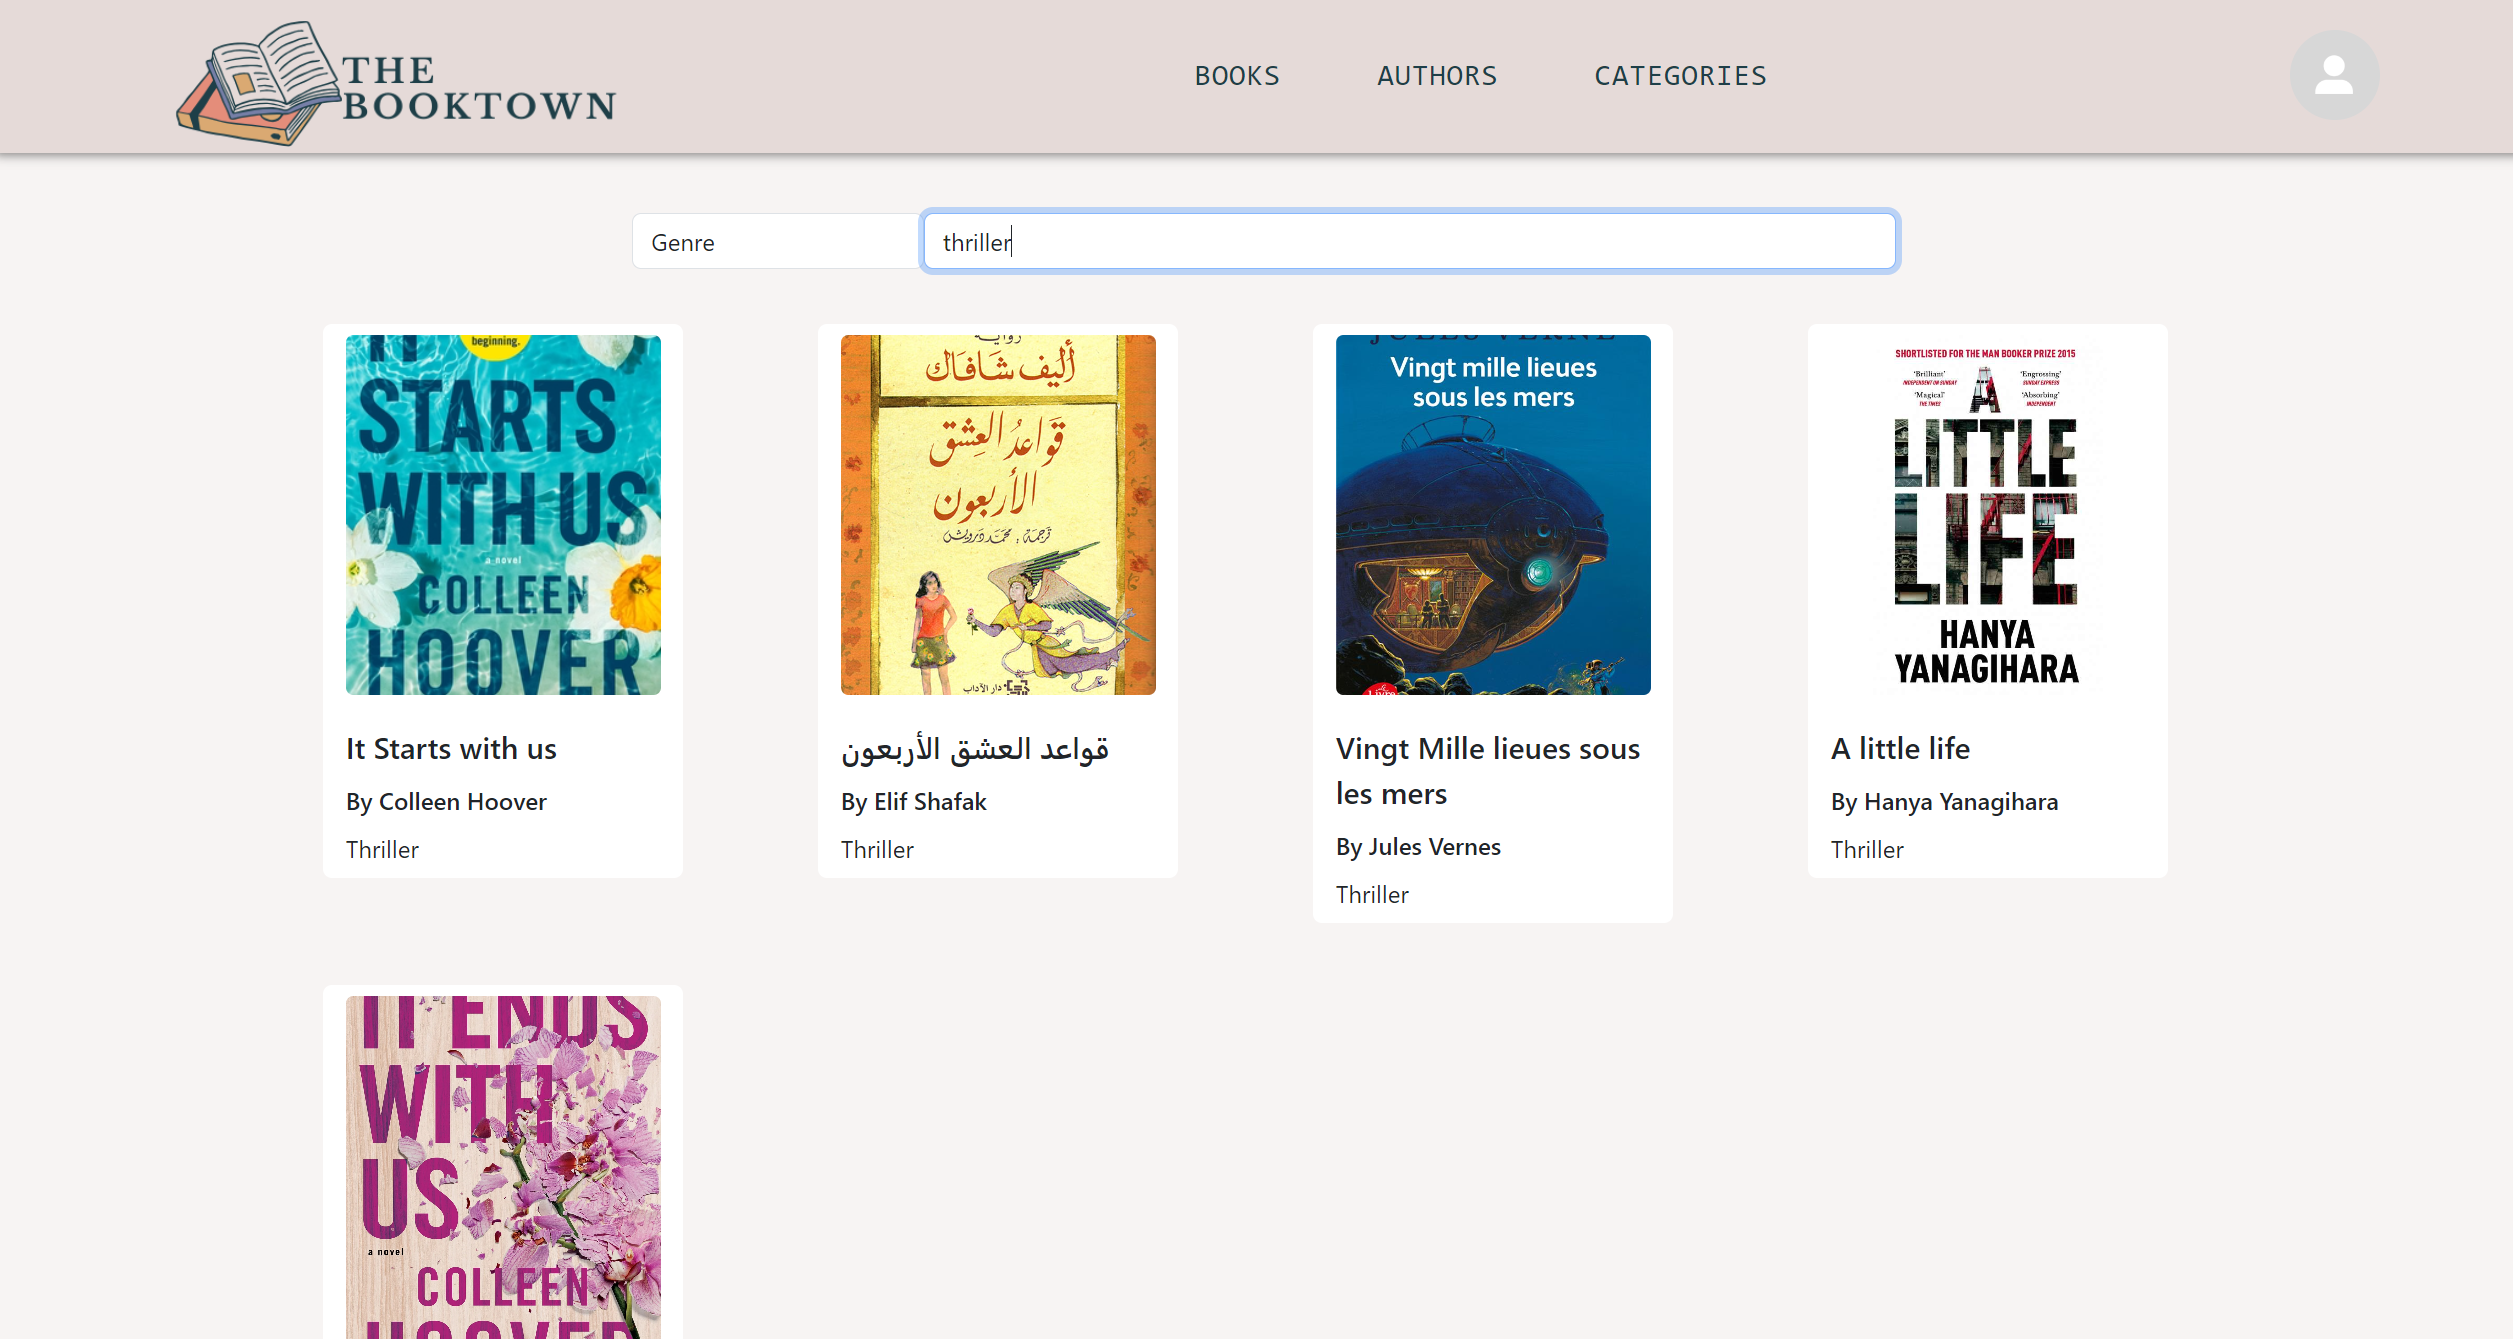 THE
BOOKTOWN
BOOKS
AUTHORS
CATEGORIES
Genre
thriller
beginning.
IT
STARTS
WITH US
a novel
COLLEEN
HOOVER
It Starts with us
By Colleen Hoover
Thriller
رواية
أليف شافاك
قواعد العشق
الأربعون
ترجمة : محمد درويش
دار الآداب
قواعد العشق الأربعون
By Elif Shafak
Thriller
JULES VERNE
Vingt mille lieues
sous les mers
Livre
Vingt Mille lieues sous
les mers
By Jules Vernes
Thriller
SHORTLISTED FOR THE MAN BOOKER PRIZE 2015
'Brilliant'
INDEPENDENT ON SUNDAY
'Engrossing'
SUNDAY EXPRESS
'Magical'
THE TIMES
'Absorbing'
INDEPENDENT
A
LITTLE
LIFE
HANYA
YANAGIHARA
A little life
By Hanya Yanagihara
Thriller
IT ENDS
WITH
US
a novel
COLLEEN
HOOVER